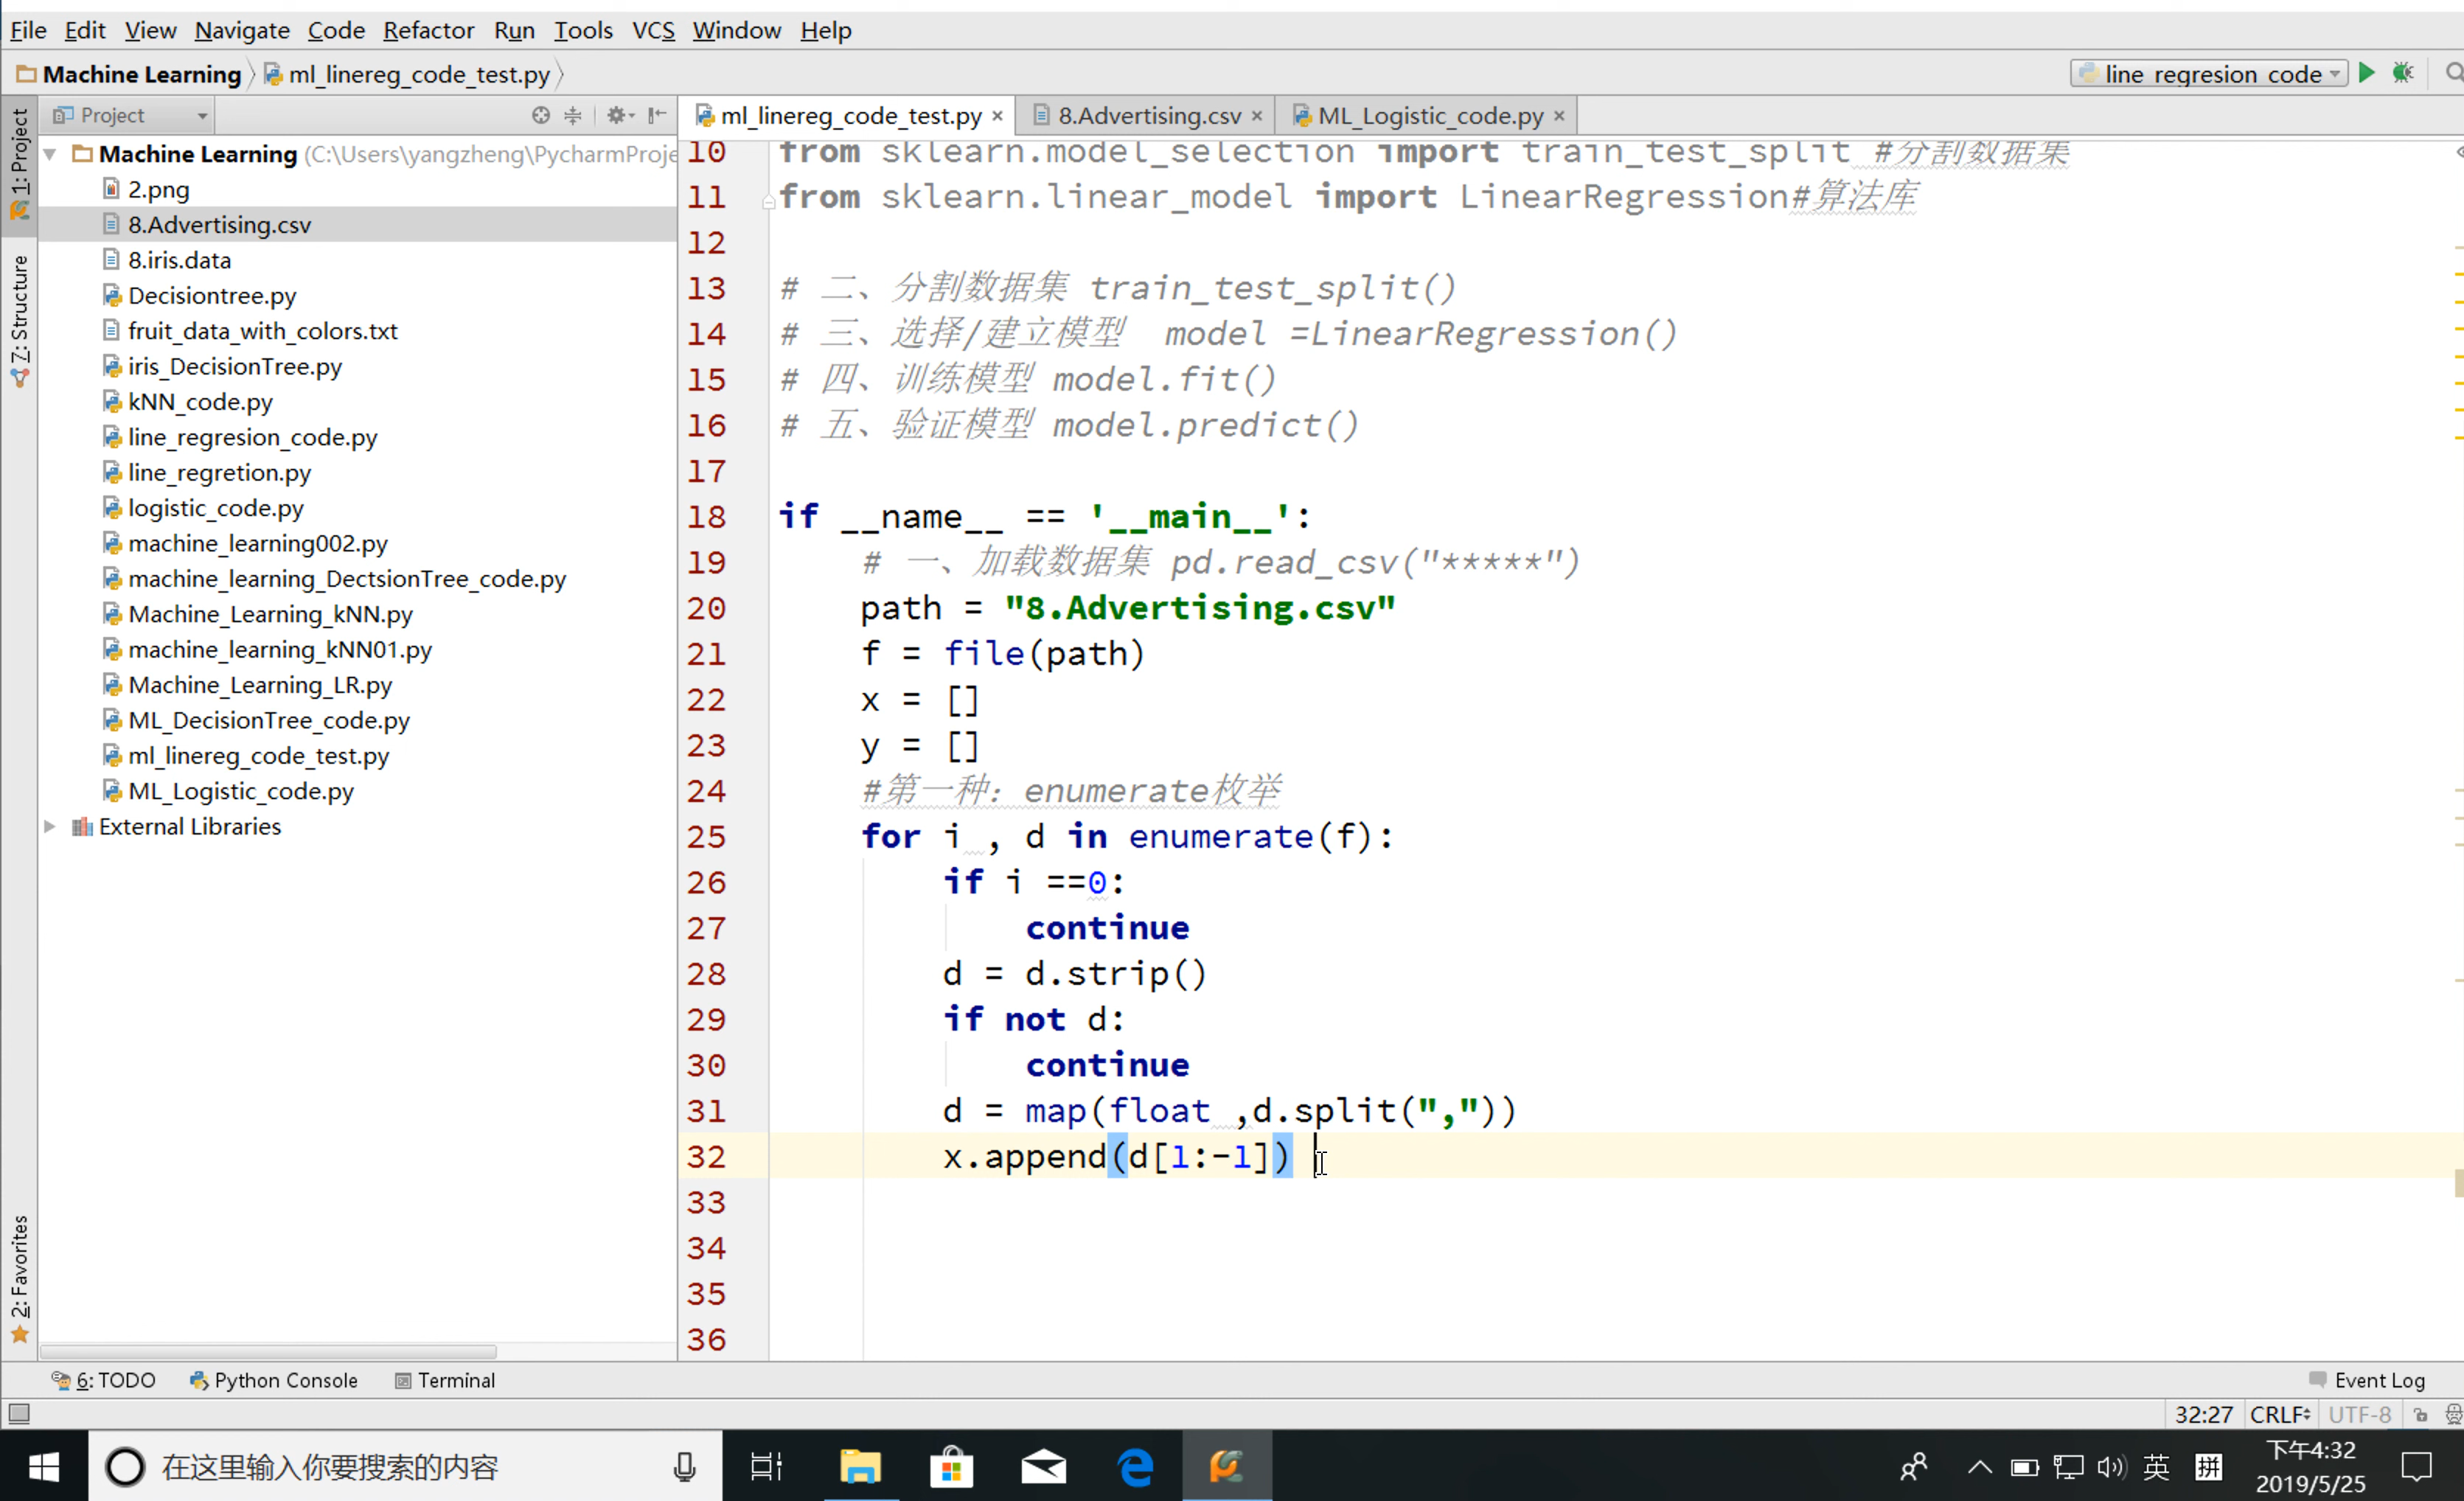 File Edit View Navigate Code Refactor Run Tools VCS Window Help
Machine Learning ml_linereg_code_test.py
line regresion code
Project
ml_linereg_code_test.py × 8.Advertising.csv × ML_Logistic_code.py ×
1: Project
7: Structure
2: Favorites
Machine Learning (C:\Users\yangzheng\PycharmProje
2.png
8.Advertising.csv
8.iris.data
Decisiontree.py
fruit_data_with_colors.txt
iris_DecisionTree.py
kNN_code.py
line_regresion_code.py
line_regretion.py
logistic_code.py
machine_learning002.py
machine_learning_DectsionTree_code.py
Machine_Learning_kNN.py
machine_learning_kNN01.py
Machine_Learning_LR.py
ML_DecisionTree_code.py
ml_linereg_code_test.py
ML_Logistic_code.py
External Libraries
10 from sklearn.model_selection import train_test_split #分割数据集
11 from sklearn.linear_model import LinearRegression#算法库
12
13 # 二、分割数据集 train_test_split()
14 # 三、选择/建立模型  model =LinearRegression()
15 # 四、训练模型 model.fit()
16 # 五、验证模型 model.predict()
17
18 if __name__ == '__main__':
19     # 一、加载数据集 pd.read_csv("*****")
20     path = "8.Advertising.csv"
21     f = file(path)
22     x = []
23     y = []
24     #第一种：enumerate枚举
25     for i , d in enumerate(f):
26         if i ==0:
27             continue
28         d = d.strip()
29         if not d:
30             continue
31         d = map(float ,d.split(","))
32         x.append(d[1:-1])
33
34
35
36
6: TODO Python Console Terminal Event Log
32:27 CRLF UTF-8
在这里输入你要搜索的内容
英 拼 下午4:32
2019/5/25